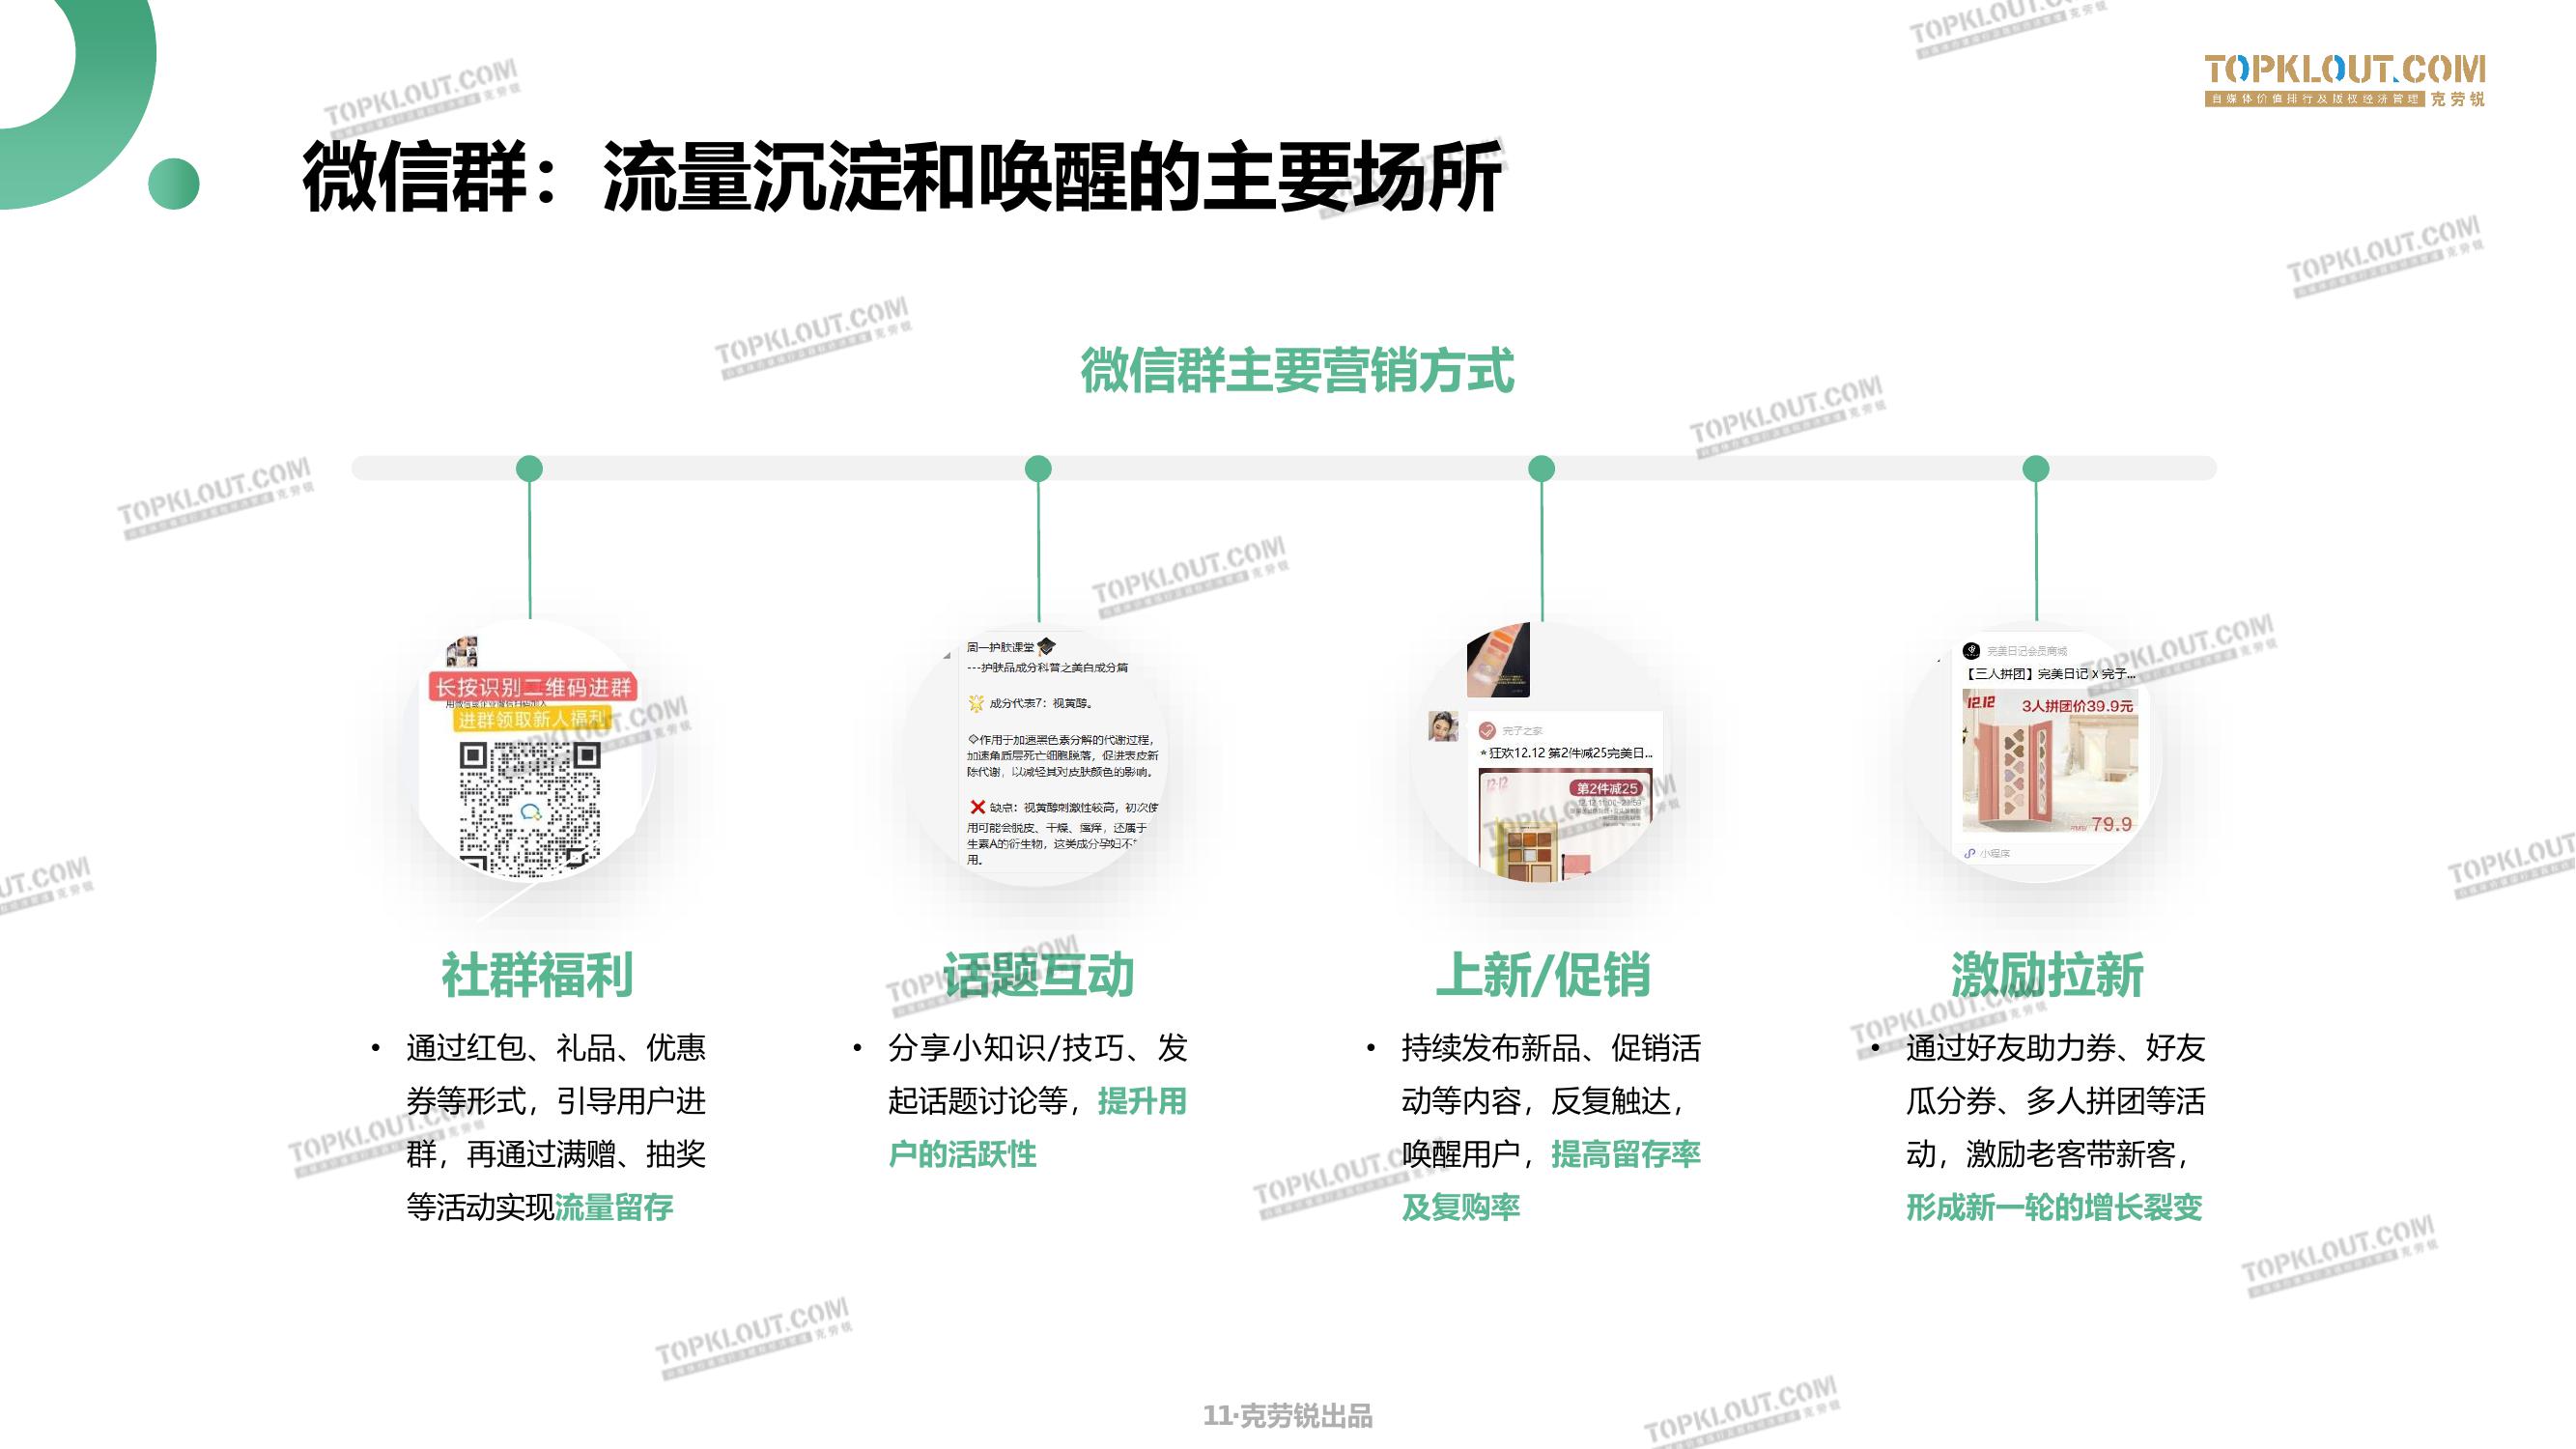 TOPKLOUT.COM
自媒体价值排行及版权经济管理 克劳锐
微信群：流量沉淀和唤醒的主要场所
微信群主要营销方式
长按识别二维码进群
进群领取新人福利
周一护肤课堂
---护肤品成分科普之美白成分篇
成分代表7：视黄醇。
◇作用于加速黑色素分解的代谢过程，
加速角质层死亡细胞脱落，促进表皮新
陈代谢，以减轻其对皮肤颜色的影响。
缺点：视黄醇刺激性较高，初次使
用可能会脱皮、干燥、瘙痒，还属于
生素A的衍生物，这类成分孕妇不
用。
完子之家
狂欢12.12 第2件减25完美日...
12.12
第2件减25
完美日记会员商城
【三人拼团】完美日记 x 完子...
12.12
3人拼团价39.9元
79.9
小程序
社群福利
• 通过红包、礼品、优惠
券等形式，引导用户进
群，再通过满赠、抽奖
等活动实现流量留存
话题互动
• 分享小知识/技巧、发
起话题讨论等，提升用
户的活跃性
上新/促销
• 持续发布新品、促销活
动等内容，反复触达，
唤醒用户，提高留存率
及复购率
激励拉新
• 通过好友助力券、好友
瓜分券、多人拼团等活
动，激励老客带新客，
形成新一轮的增长裂变
11·克劳锐出品